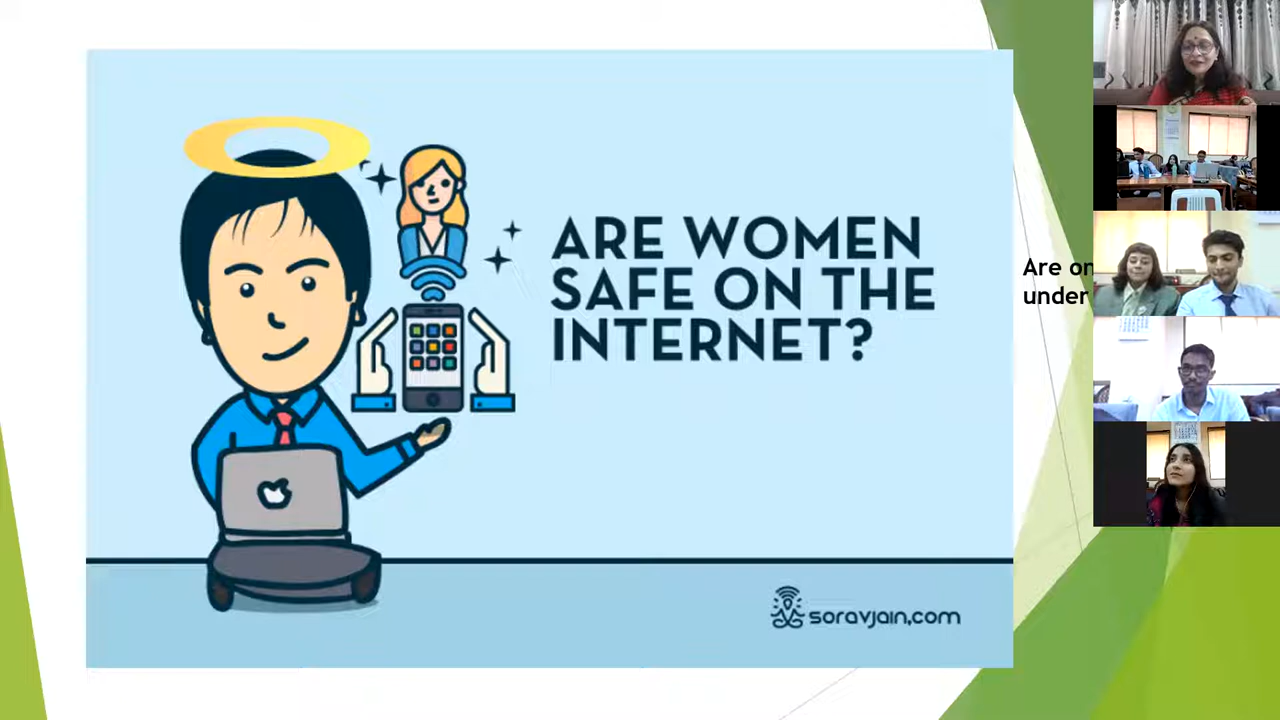 ARE WOMEN
SAFE ON THE
INTERNET?
Are on
under
soravjain.com